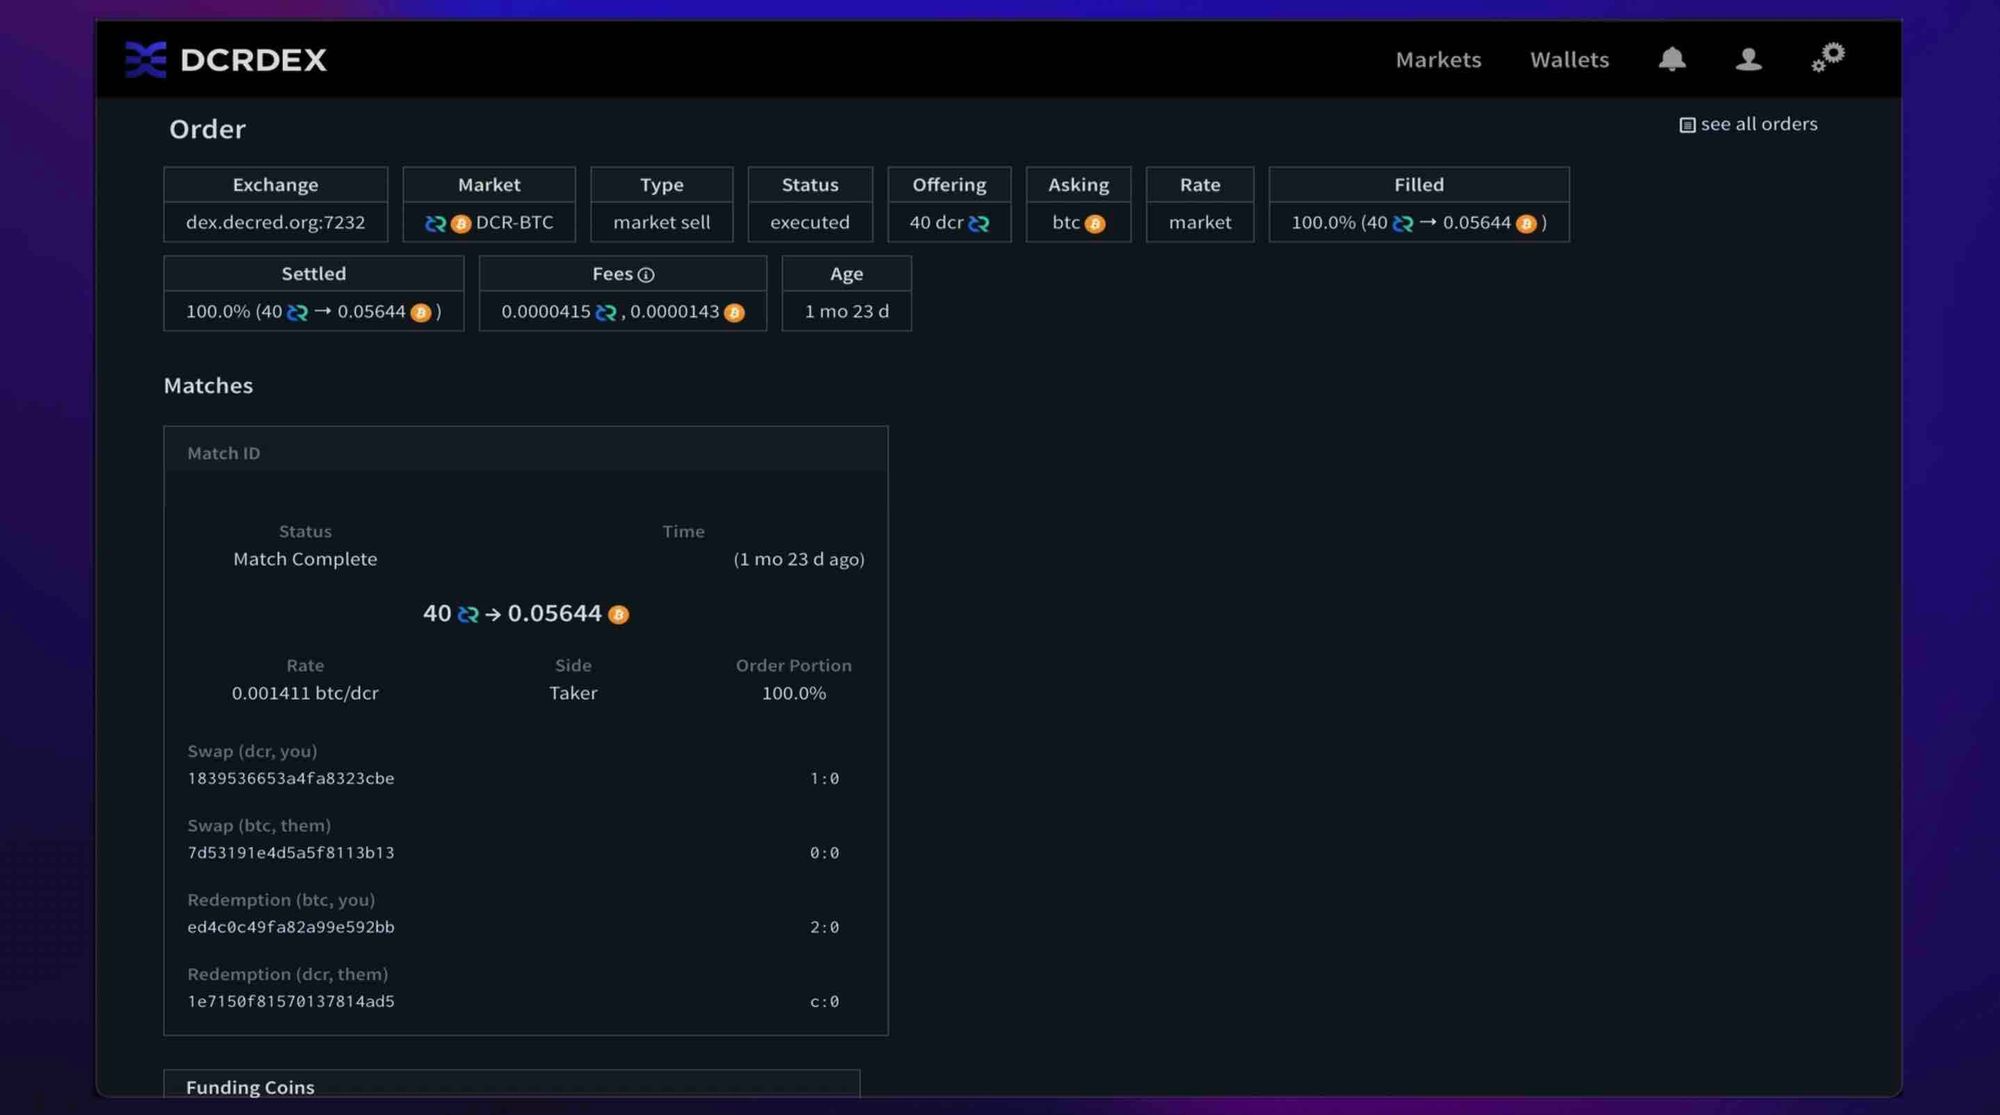 DCRDEX
Markets Wallets
Order
see all orders
Exchange Market Type Status Offering Asking Rate Filled
dex.decred.org:7232 DCR-BTC market sell executed 40 dcr btc market 100.0% (40 → 0.05644 )
Settled Fees Age
100.0% (40 → 0.05644 ) 0.0000415 , 0.0000143 1 mo 23 d
Matches
Match ID
Status Time
Match Complete (1 mo 23 d ago)
40 → 0.05644
Rate Side Order Portion
0.001411 btc/dcr Taker 100.0%
Swap (dcr, you)
1839536653a4fa8323cbe 1:0
Swap (btc, them)
7d53191e4d5a5f8113b13 0:0
Redemption (btc, you)
ed4c0c49fa82a99e592bb 2:0
Redemption (dcr, them)
1e7150f81570137814ad5 c:0
Funding Coins